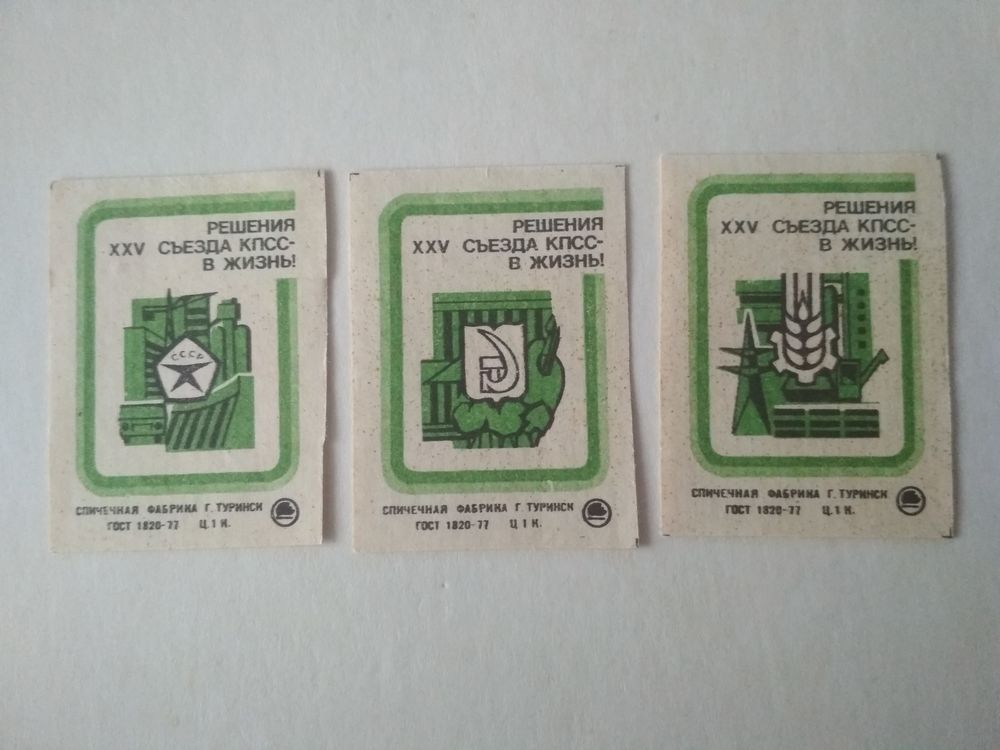 РЕШЕНИЯ
XXV СЪЕЗДА КПСС-
В ЖИЗНЬ!
СССР
СПИЧЕЧНАЯ ФАБРИКА Г. ТУРИНСК
ГОСТ 1820-77 Ц. 1 К.
РЕШЕНИЯ
XXV СЪЕЗДА КПСС-
В ЖИЗНЬ!
СПИЧЕЧНАЯ ФАБРИКА Г. ТУРИНСК
ГОСТ 1820-77 Ц. 1 К.
РЕШЕНИЯ
XXV СЪЕЗДА КПСС-
В ЖИЗНЬ!
СПИЧЕЧНАЯ ФАБРИКА Г. ТУРИНСК
ГОСТ 1820-77 Ц. 1 К.